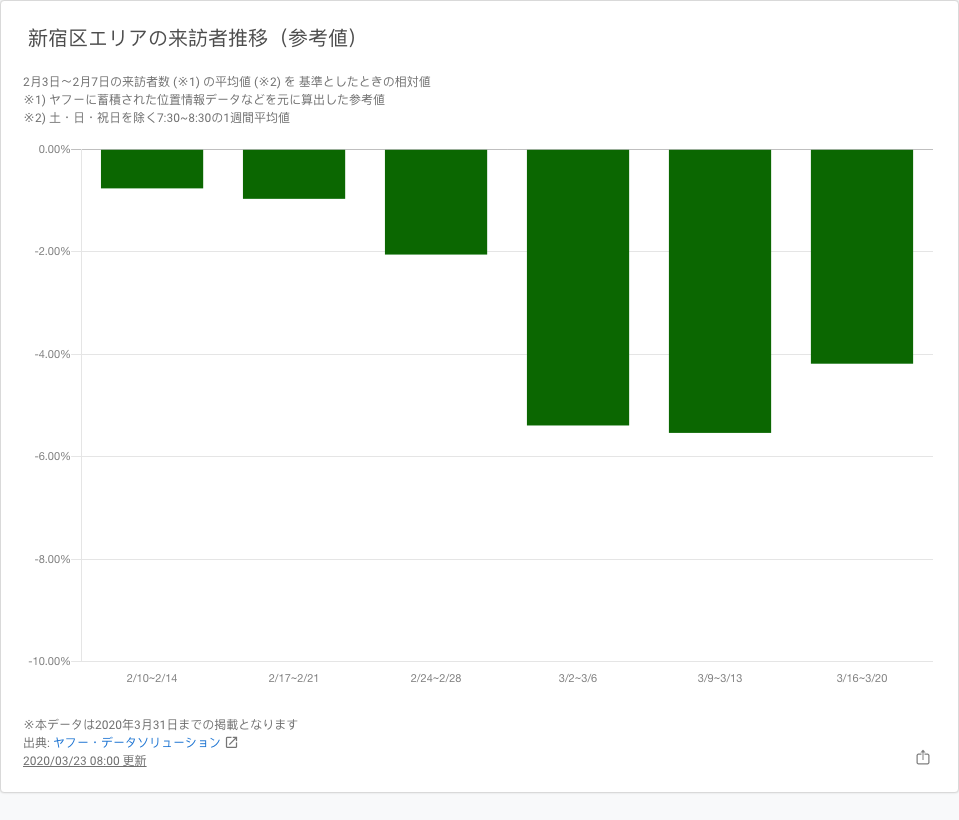 新宿区エリアの来訪者推移（参考値）
2月3日～2月7日の来訪者数 (※1) の平均値 (※2) を 基準としたときの相対値
※1) ヤフーに蓄積された位置情報データなどを元に算出した参考値
※2) 土・日・祝日を除く7:30~8:30の1週間平均値
0.00%
-2.00%
-4.00%
-6.00%
-8.00%
-10.00%
2/10~2/14 2/17~2/21 2/24~2/28 3/2~3/6 3/9~3/13 3/16~3/20
※本データは2020年3月31日までの掲載となります
出典: ヤフー・データソリューション
2020/03/23 08:00 更新